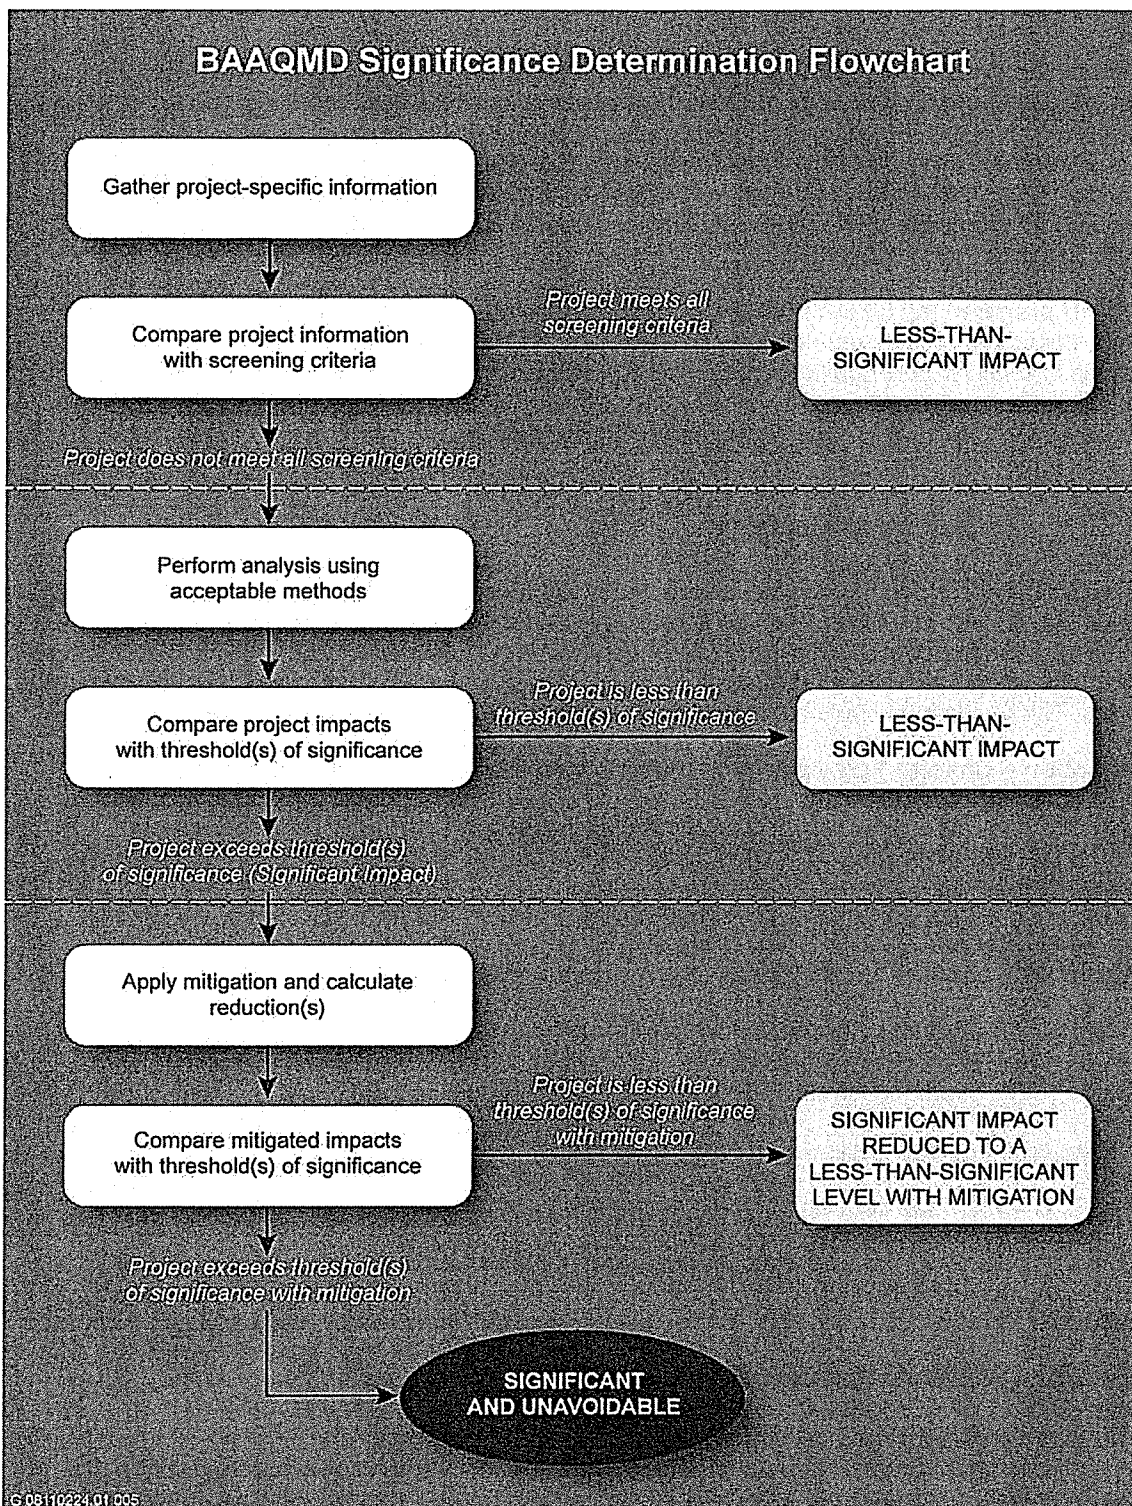 BAAQMD Significance Determination Flowchart
Gather project-specific information
Compare project information
with screening criteria
Project meets all
screening criteria
LESS-THAN-
SIGNIFICANT IMPACT
Project does not meet all screening criteria
Perform analysis using
acceptable methods
Compare project impacts
with threshold(s) of significance
Project is less than
threshold(s) of significance
LESS-THAN-
SIGNIFICANT IMPACT
Project exceeds threshold(s)
of significance (Significant Impact)
Apply mitigation and calculate
reduction(s)
Compare mitigated impacts
with threshold(s) of significance
Project is less than
threshold(s) of significance
with mitigation
SIGNIFICANT IMPACT
REDUCED TO A
LESS-THAN-SIGNIFICANT
LEVEL WITH MITIGATION
Project exceeds threshold(s)
of significance with mitigation
SIGNIFICANT
AND UNAVOIDABLE
G 08110224.01 005